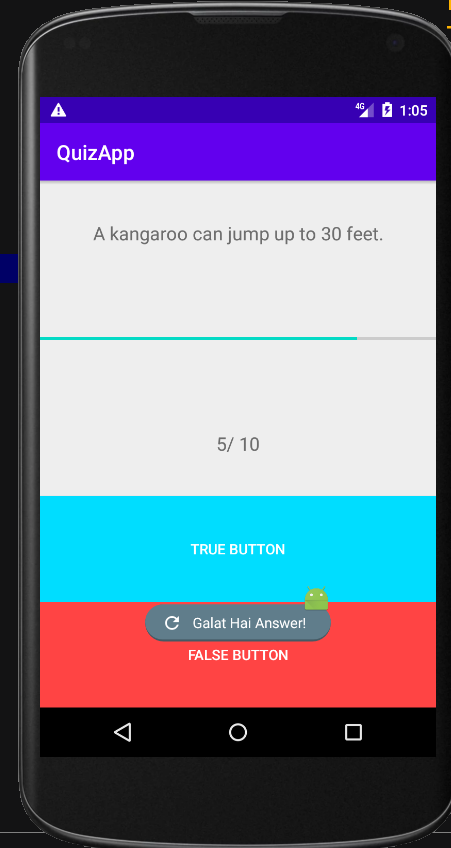 4G 1:05
QuizApp
A kangaroo can jump up to 30 feet.
5/ 10
TRUE BUTTON
Galat Hai Answer!
FALSE BUTTON